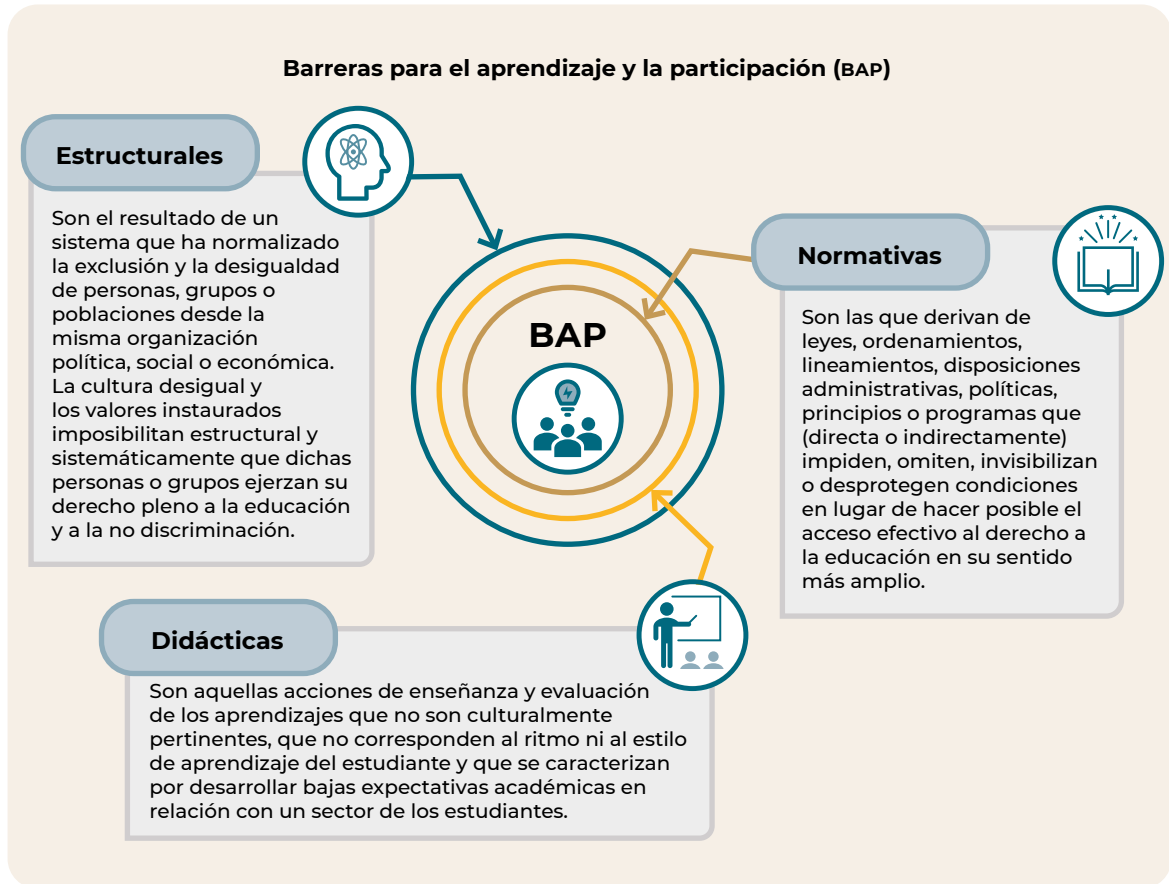 Barreras para el aprendizaje y la participación (BAP)
Estructurales
Son el resultado de un
sistema que ha normalizado
la exclusión y la desigualdad
de personas, grupos o
poblaciones desde la
misma organización
política, social o económica.
La cultura desigual y
los valores instaurados
imposibilitan estructural y
sistemáticamente que dichas
personas o grupos ejerzan su
derecho pleno a la educación
y a la no discriminación.
BAP
Normativas
Son las que derivan de
leyes, ordenamientos,
lineamientos, disposiciones
administrativas, políticas,
principios o programas que
(directa o indirectamente)
impiden, omiten, invisibilizan
o desprotegen condiciones
en lugar de hacer posible el
acceso efectivo al derecho a
la educación en su sentido
más amplio.
Didácticas
Son aquellas acciones de enseñanza y evaluación
de los aprendizajes que no son culturalmente
pertinentes, que no corresponden al ritmo ni al estilo
de aprendizaje del estudiante y que se caracterizan
por desarrollar bajas expectativas académicas en
relación con un sector de los estudiantes.